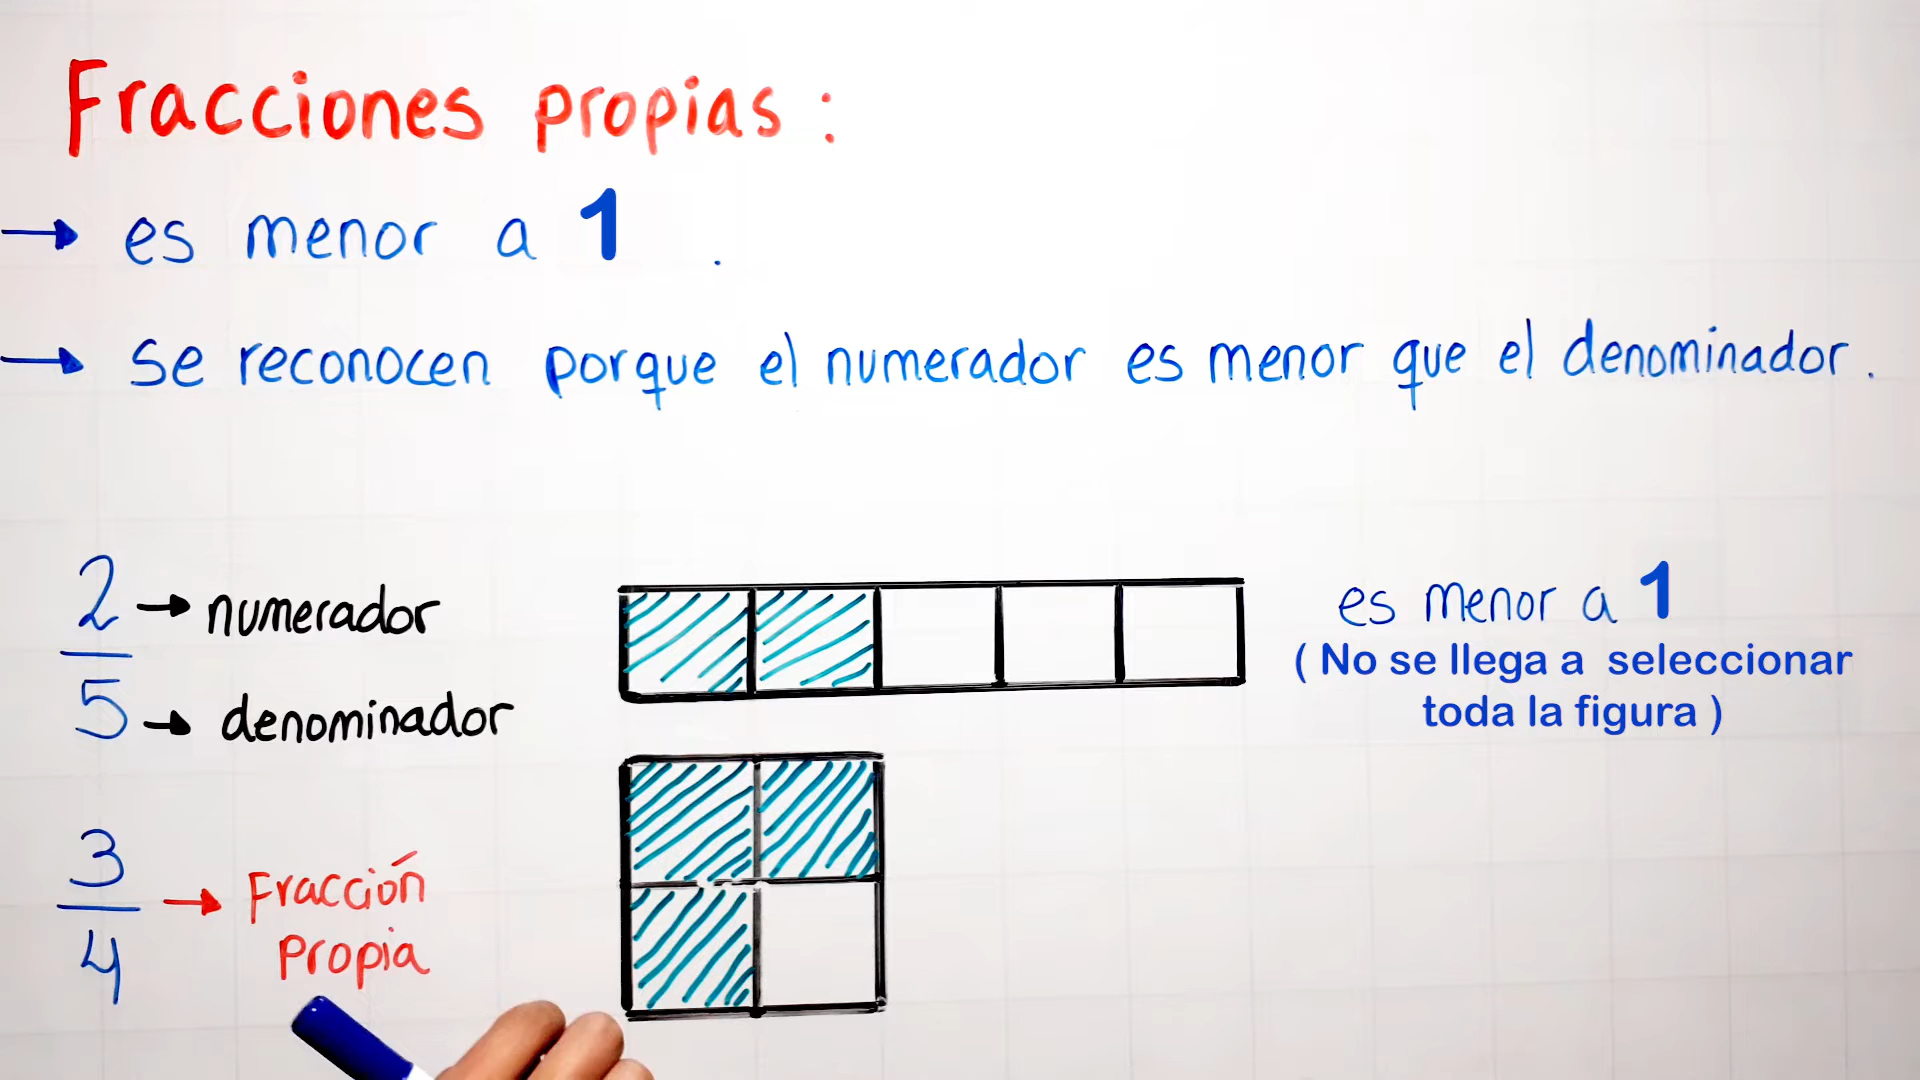 Fracciones propias:
→ es menor a 1 .
→ se reconocen porque el numerador es menor que el denominador.
2 → numerador
5 → denominador
es menor a 1
( No se llega a seleccionar
toda la figura )
3
4
→ Fracción
propia